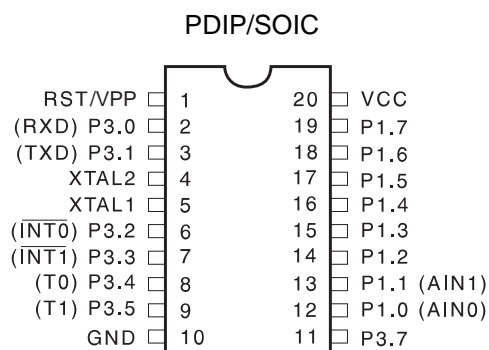 PDIP/SOIC
RST/VPP 1 20 VCC
(RXD) P3.0 2 19 P1.7
(TXD) P3.1 3 18 P1.6
XTAL2 4 17 P1.5
XTAL1 5 16 P1.4
(INT0) P3.2 6 15 P1.3
(INT1) P3.3 7 14 P1.2
(T0) P3.4 8 13 P1.1 (AIN1)
(T1) P3.5 9 12 P1.0 (AIN0)
GND 10 11 P3.7